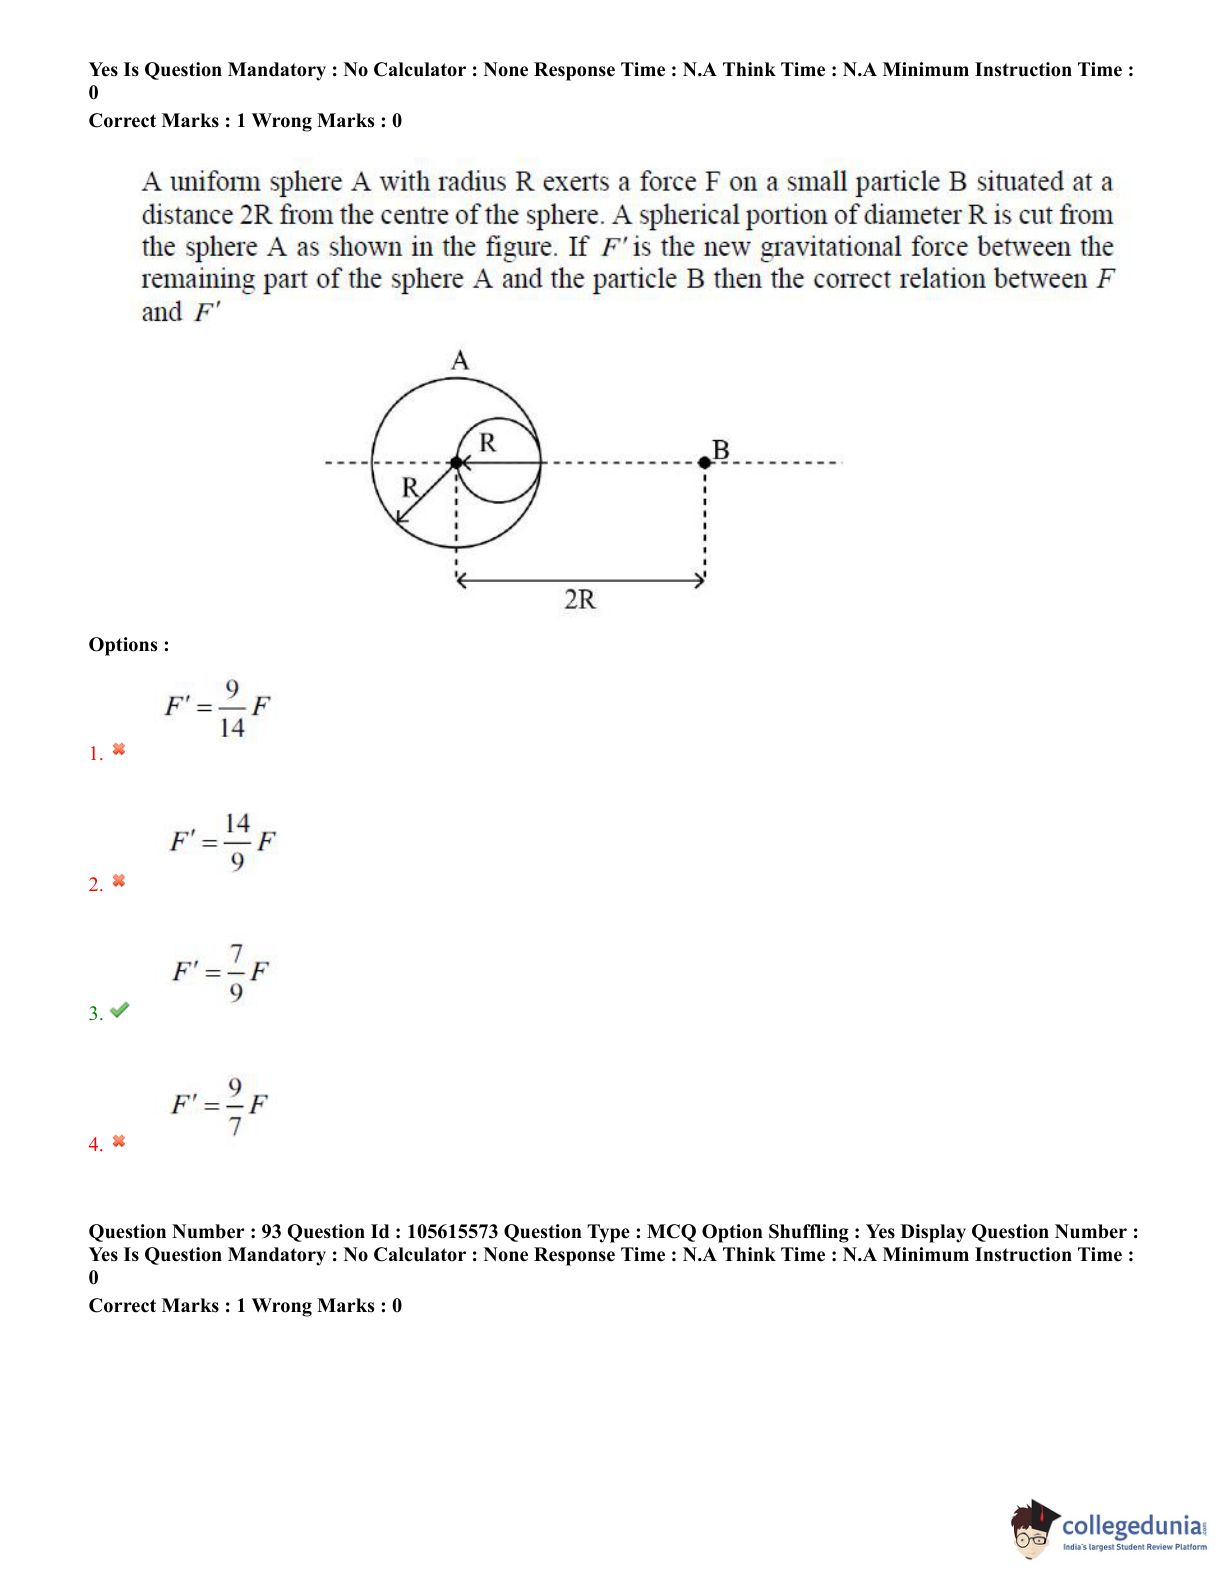 Yes Is Question Mandatory : No Calculator : None Response Time : N.A Think Time : N.A Minimum Instruction Time :
0
Correct Marks : 1 Wrong Marks : 0
A uniform sphere A with radius R exerts a force F on a small particle B situated at a
distance 2R from the centre of the sphere. A spherical portion of diameter R is cut from
the sphere A as shown in the figure. If F′ is the new gravitational force between the
remaining part of the sphere A and the particle B then the correct relation between F
and F′
A
R
B
R
2R
Options :
F′ = 9/14 F
1.
F′ = 14/9 F
2.
F′ = 7/9 F
3.
F′ = 9/7 F
4.
Question Number : 93 Question Id : 105615573 Question Type : MCQ Option Shuffling : Yes Display Question Number :
Yes Is Question Mandatory : No Calculator : None Response Time : N.A Think Time : N.A Minimum Instruction Time :
0
Correct Marks : 1 Wrong Marks : 0
collegedunia.com
India's largest Student Review Platform